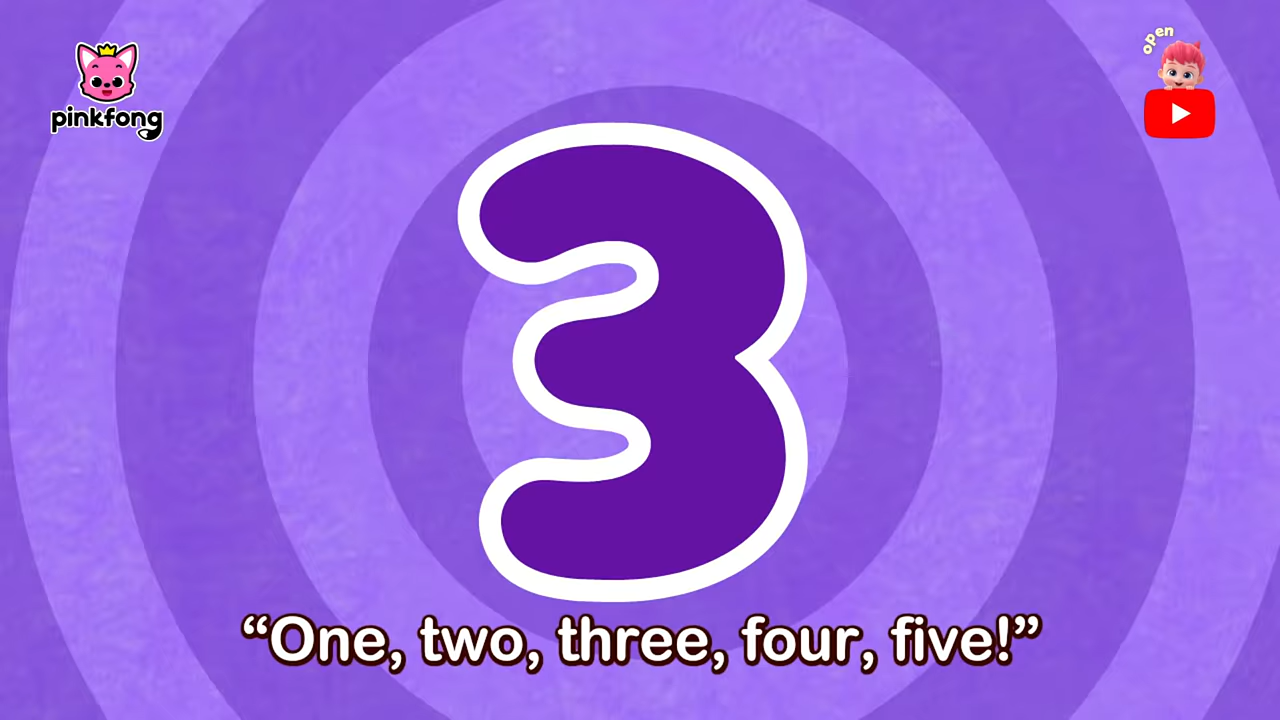 pinkfong
open
3
“One, two, three, four, five!”